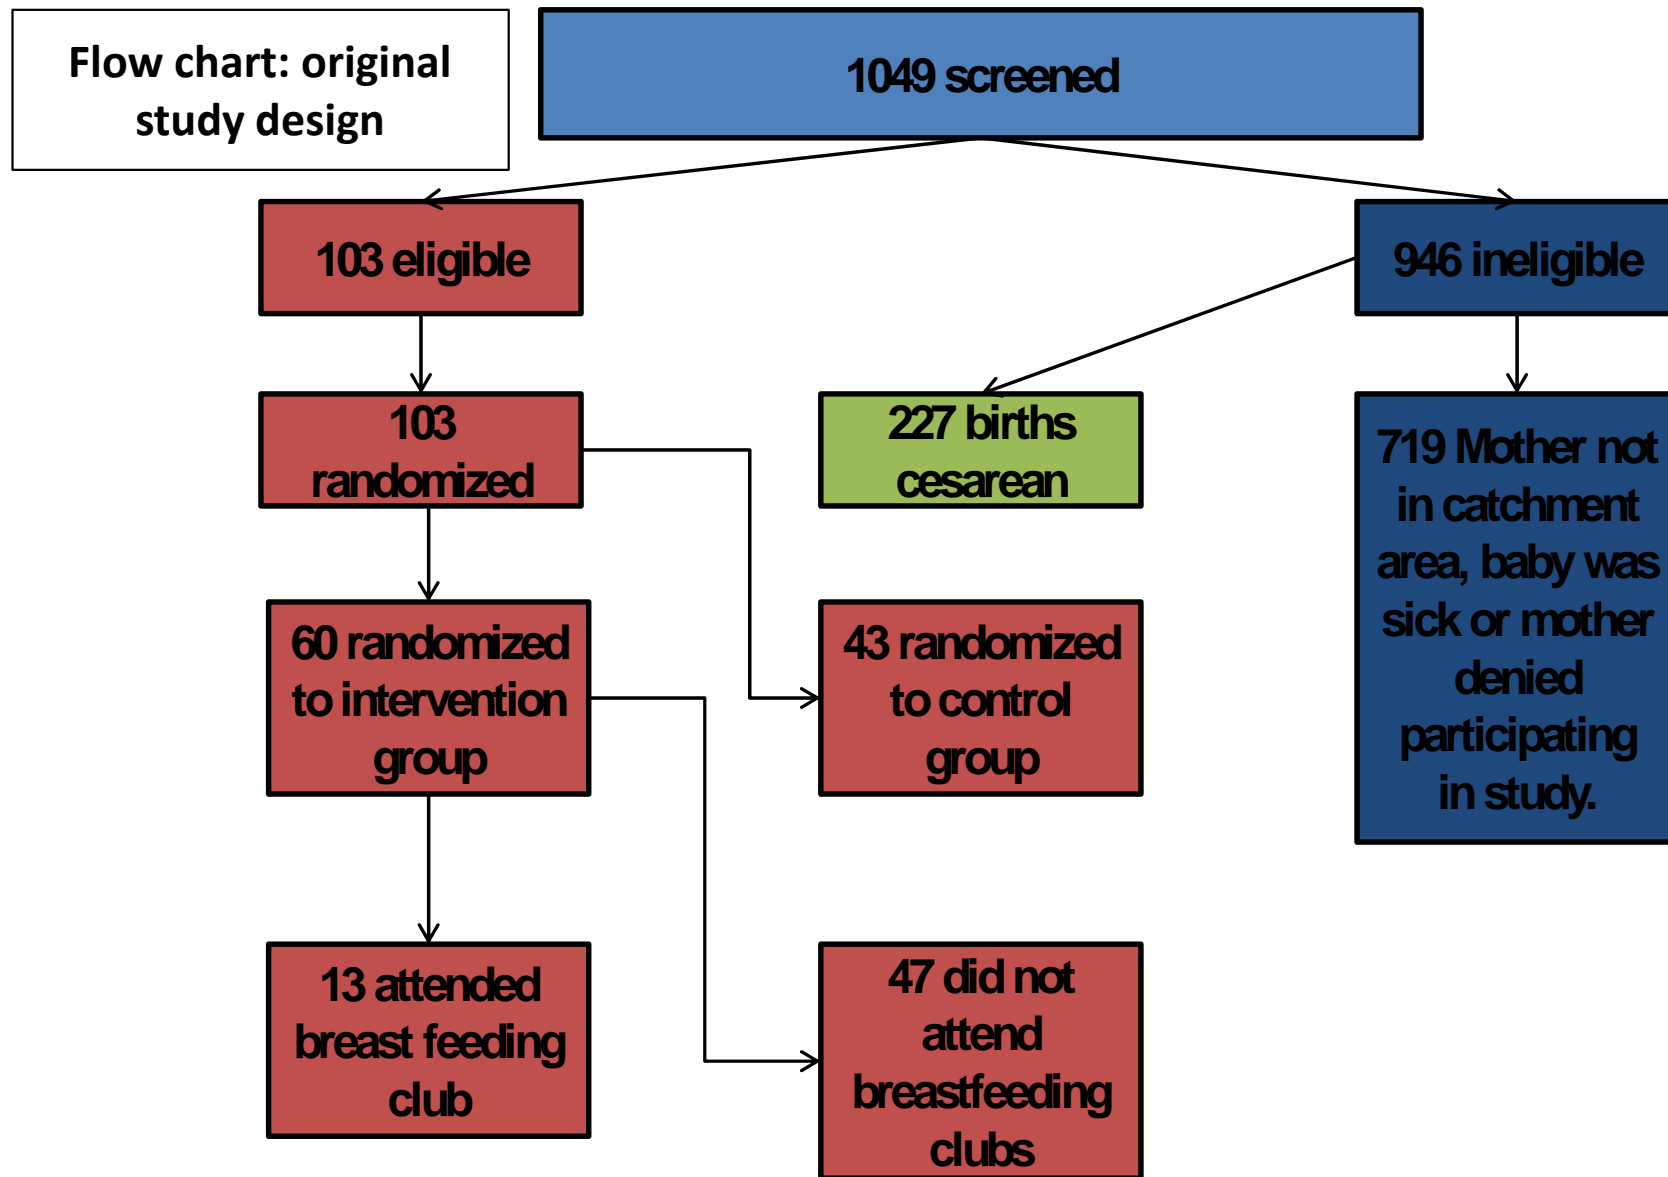 Flow chart: original
study design
1049 screened
103 eligible
946 ineligible
103
randomized
227 births
cesarean
719 Mother not
in catchment
area, baby was
sick or mother
denied
participating
in study.
60 randomized
to intervention
group
43 randomized
to control
group
13 attended
breast feeding
club
47 did not
attend
breastfeeding
clubs